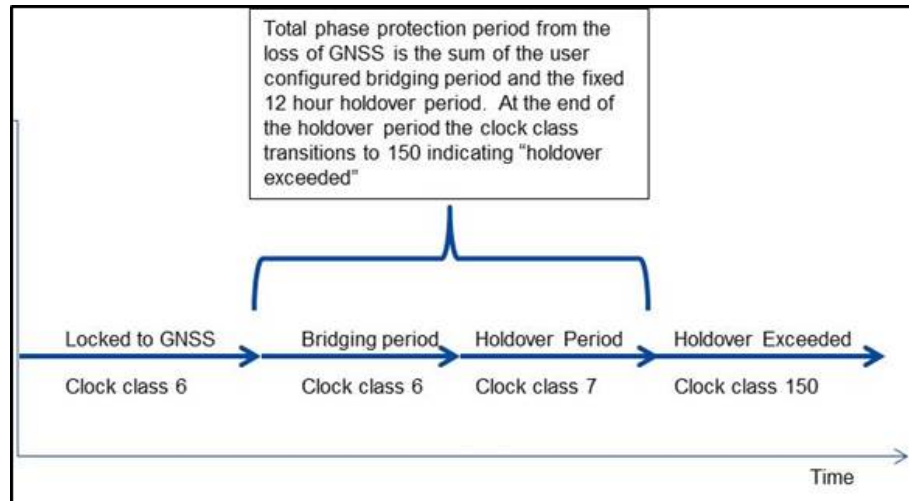 Total phase protection period from the
loss of GNSS is the sum of the user
configured bridging period and the fixed
12 hour holdover period. At the end of
the holdover period the clock class
transitions to 150 indicating “holdover
exceeded”
Locked to GNSS
Bridging period
Holdover Period
Holdover Exceeded
Clock class 6
Clock class 6
Clock class 7
Clock class 150
Time